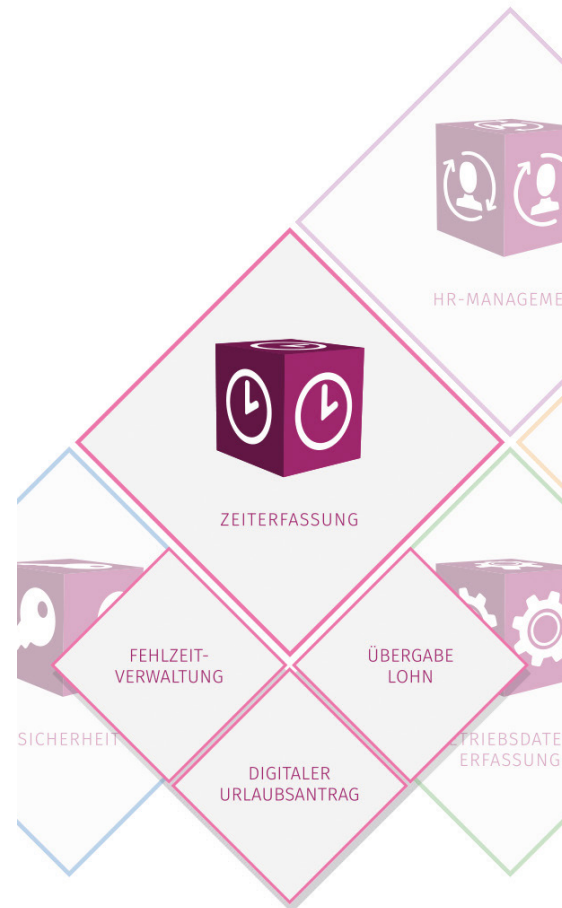 HR-MANAGEME
ZEITERFASSUNG
FEHLZEIT-
VERWALTUNG
ÜBERGABE
LOHN
SICHERHEIT
TRIEBSDATE
ERFASSUNG
DIGITALER
URLAUBSANTRAG